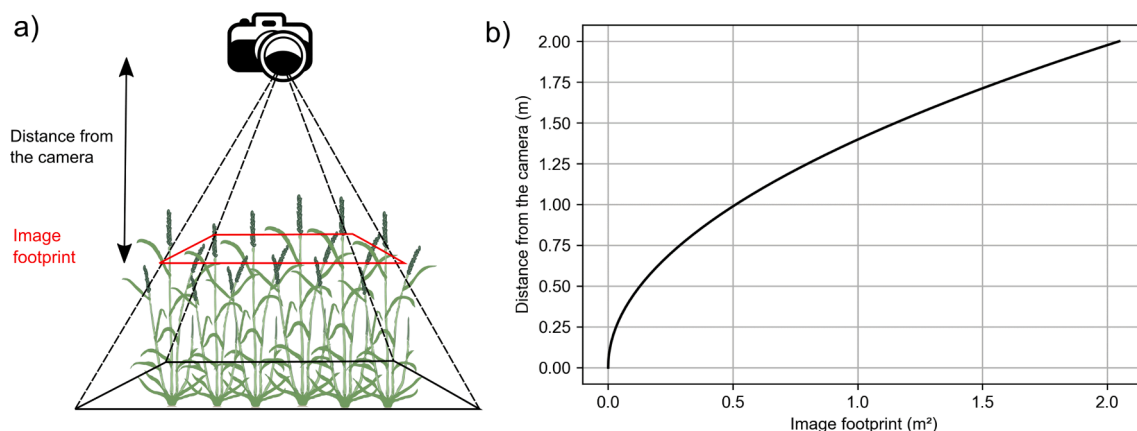 a)
Distance from
the camera
Image
footprint
b)
Distance from the camera (m)
2.00
1.75
1.50
1.25
1.00
0.75
0.50
0.25
0.00
0.0
0.5
1.0
1.5
2.0
Image footprint (m²)